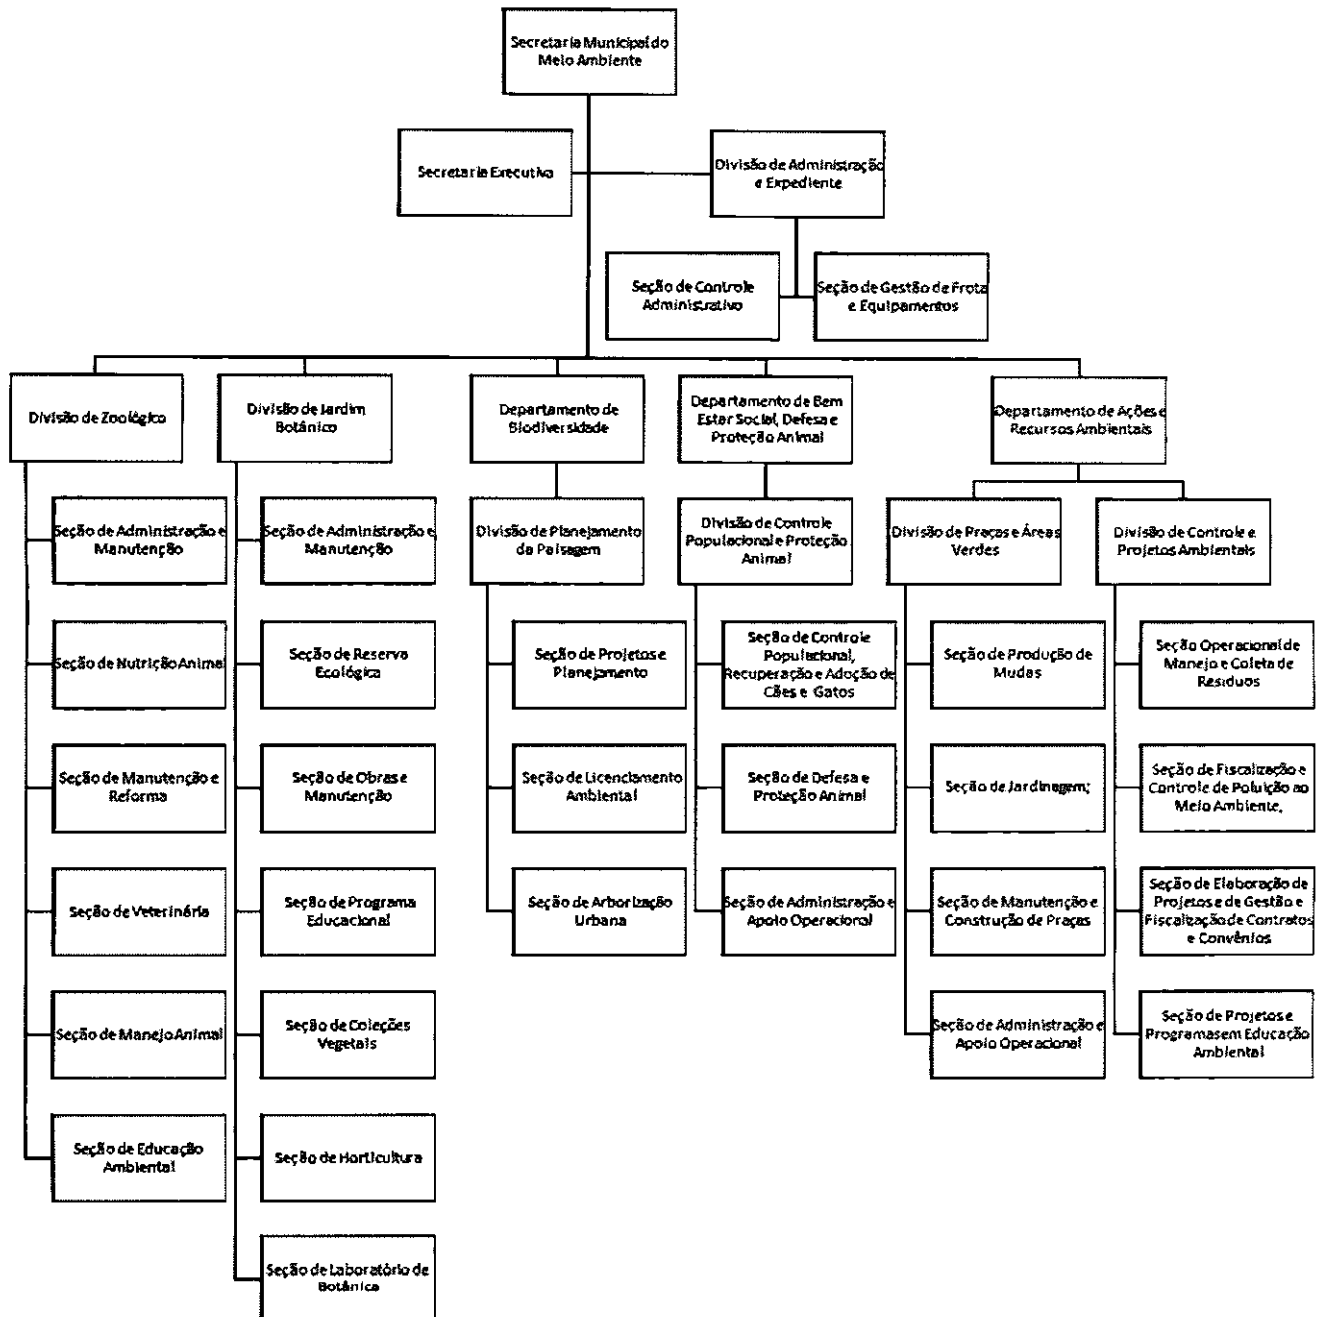 Secretaria Municipal do
Meio Ambiente
Secretaria Executiva
Divisão de Administração
e Expediente
Seção de Controle
Administrativo
Seção de Gestão de Frota
e Equipamentos
Divisão de Zoológico
Divisão de Jardim
Botânico
Departamento de
Biodiversidade
Departamento de Bem
Estar Social, Defesa e
Proteção Animal
Departamento de Ações e
Recursos Ambientais
Seção de Administração e
Manutenção
Seção de Administração e
Manutenção
Divisão de Planejamento
da Paisagem
Divisão de Controle
Populacional e Proteção
Animal
Divisão de Praças e Áreas
Verdes
Divisão de Controle e
Projetos Ambientais
Seção de Nutrição Animal
Seção de Reserva
Ecológica
Seção de Projetos e
Planejamento
Seção de Controle
Populacional,
Recuperação e Adoção de
Cães e Gatos
Seção de Produção de
Mudas
Seção Operacional de
Manejo e Coleta de
Resíduos
Seção de Manutenção e
Reforma
Seção de Obras e
Manutenção
Seção de Licenciamento
Ambiental
Seção de Defesa e
Proteção Animal
Seção de Jardinagem;
Seção de Fiscalização e
Controle de Poluição ao
Meio Ambiente,
Seção de Veterinária
Seção de Programa
Educacional
Seção de Arborização
Urbana
Seção de Administração e
Apoio Operacional
Seção de Manutenção e
Construção de Praças
Seção de Elaboração de
Projetos e de Gestão e
Fiscalização de Contratos
e Convênios
Seção de Manejo Animal
Seção de Coleções
Vegetais
Seção de Administração e
Apoio Operacional
Seção de Projetos e
Programas em Educação
Ambiental
Seção de Educação
Ambiental
Seção de Horticultura
Seção de Laboratório de
Botânica